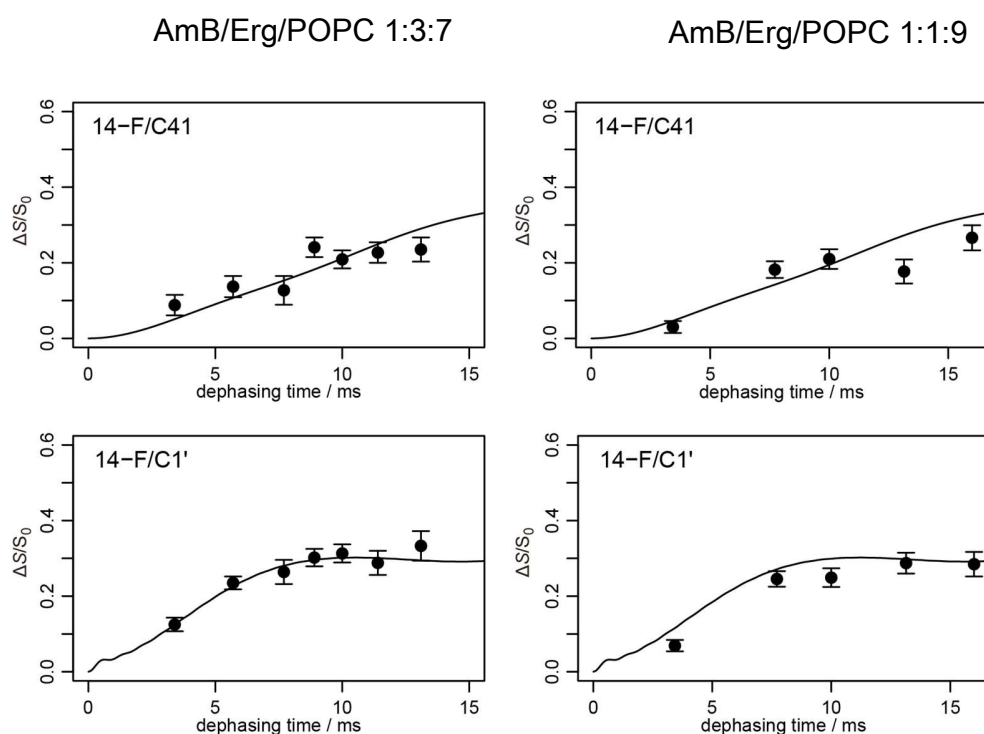 AmB/Erg/POPC 1:3:7
AmB/Erg/POPC 1:1:9
14−F/C41
ΔS/S0
0.0
0.2
0.4
0.6
0
5
10
15
dephasing time / ms
14−F/C41
ΔS/S0
0.0
0.2
0.4
0.6
0
5
10
15
dephasing time / ms
14−F/C1'
ΔS/S0
0.0
0.2
0.4
0.6
0
5
10
15
dephasing time / ms
14−F/C1'
ΔS/S0
0.0
0.2
0.4
0.6
0
5
10
15
dephasing time / ms